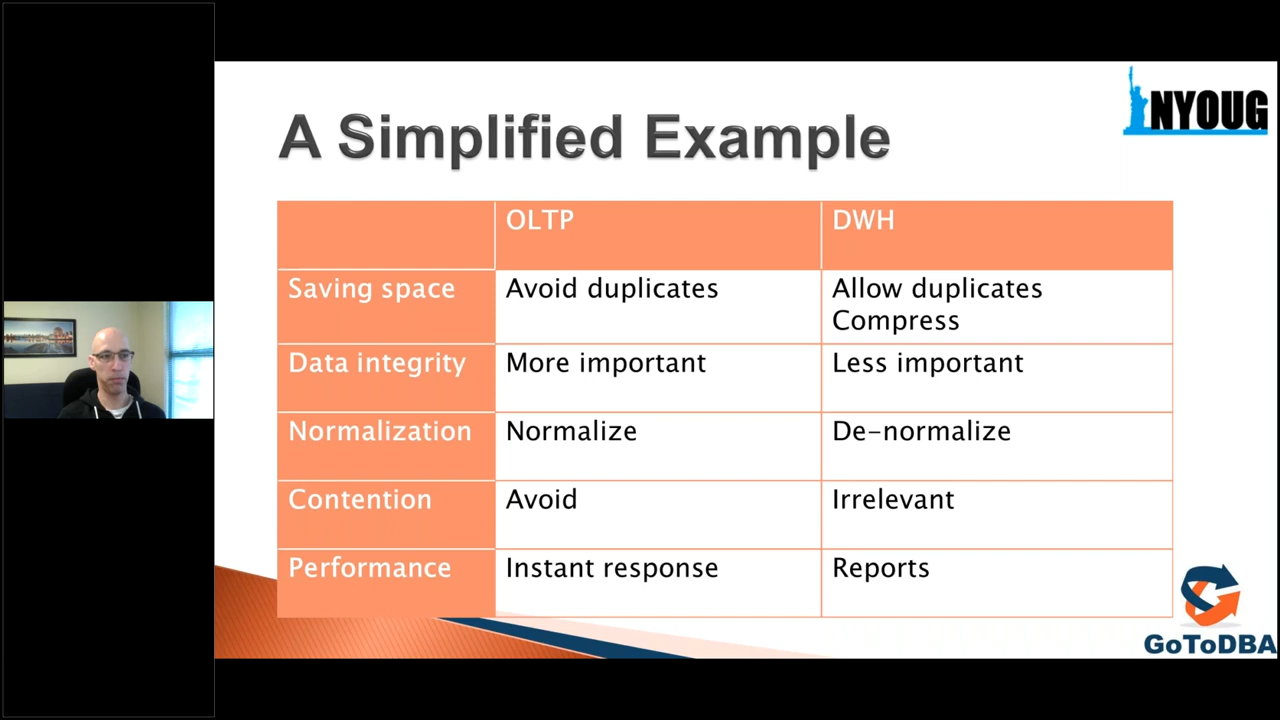 NYOUG
A Simplified Example
OLTP DWH
Saving space Avoid duplicates Allow duplicates
Compress
Data integrity More important Less important
Normalization Normalize De-normalize
Contention Avoid Irrelevant
Performance Instant response Reports
GoToDBA